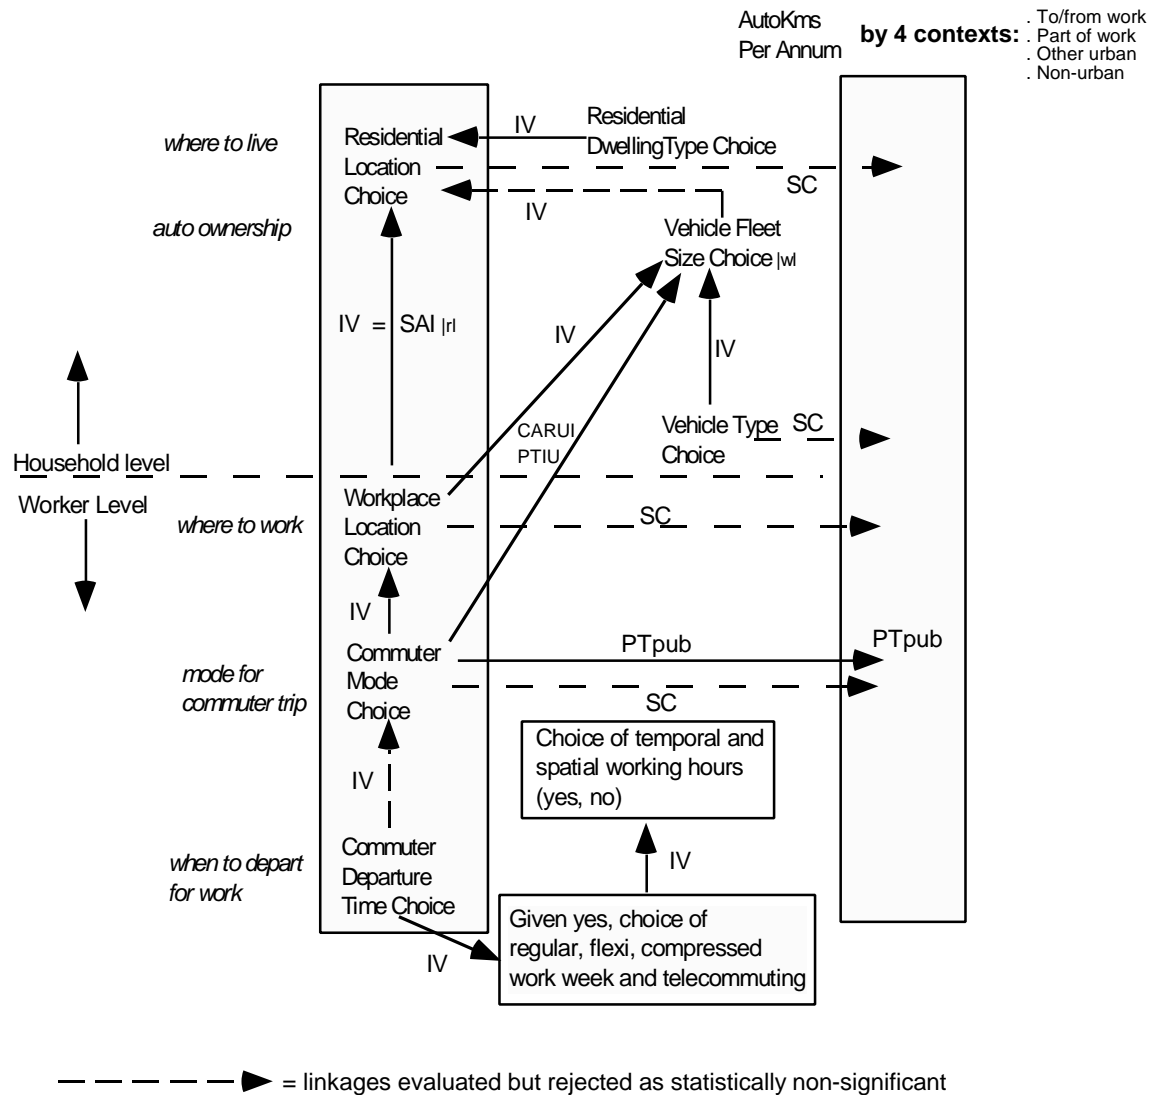 AutoKms
Per Annum
by 4 contexts:
. To/from work
. Part of work
. Other urban
. Non-urban
where to live
Residential
Location
Choice
IV
Residential
DwellingType Choice
SC
IV
auto ownership
Vehicle Fleet
Size Choice |wl
IV = SAI |rl
IV
IV
CARUI
PTIU
Vehicle Type
Choice
SC
Household level
Worker Level
where to work
Workplace
Location
Choice
SC
IV
mode for
commuter trip
Commuter
Mode
Choice
PTpub
PTpub
SC
IV
Choice of temporal and
spatial working hours
(yes, no)
IV
when to depart
for work
Commuter
Departure
Time Choice
IV
Given yes, choice of
regular, flexi, compressed
work week and telecommuting
= linkages evaluated but rejected as statistically non-significant